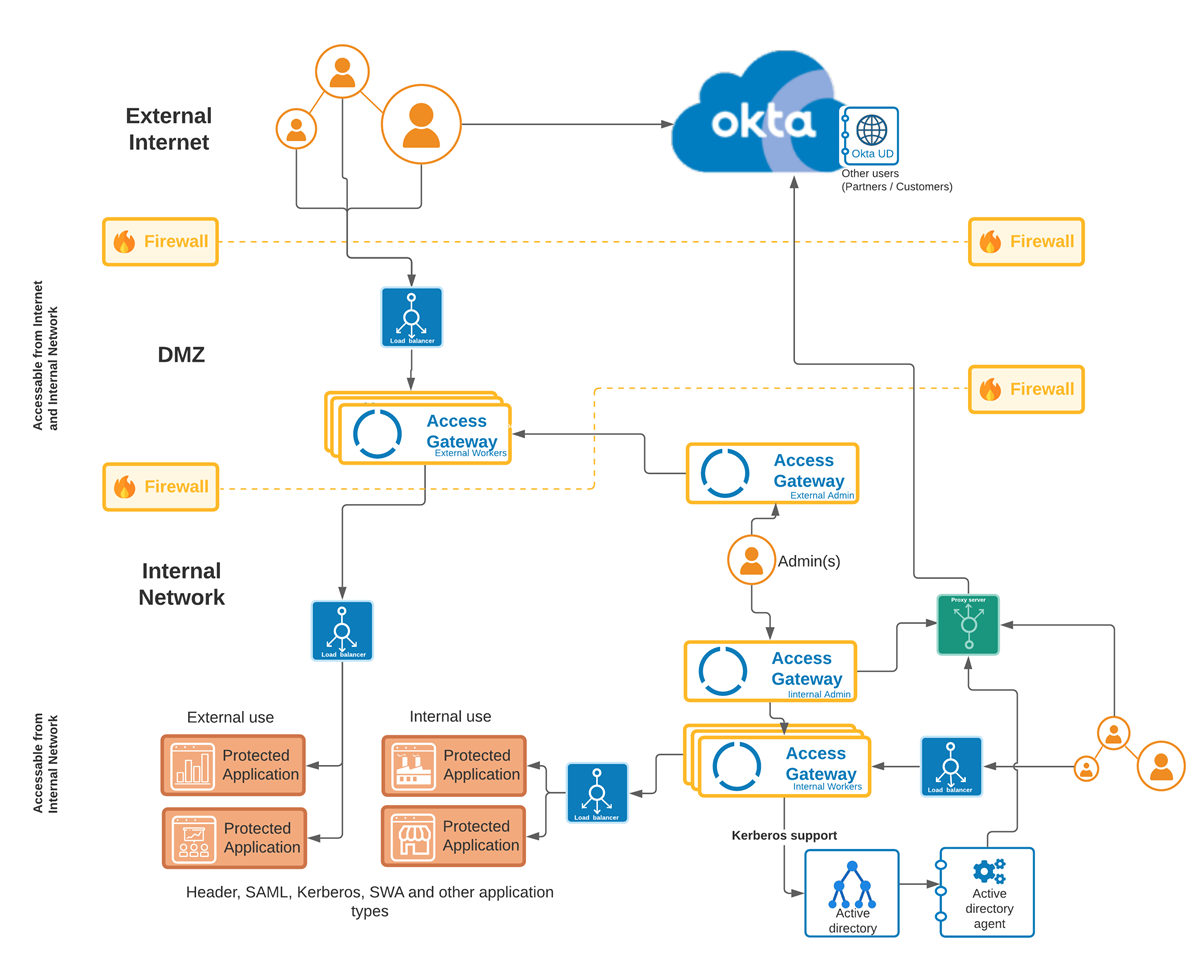 External
Internet
okta
Okta UD
Other users
(Partners / Customers)
Firewall
Firewall
Accessable from Internet
and Internal Network
DMZ
Load balancer
Firewall
Access
Gateway
External Workers
Access
Gateway
External Admin
Firewall
Admin(s)
Internal
Network
Proxy server
Load balancer
Access
Gateway
Iinternal Admin
Accessable from
Internal Network
External use
Internal use
Protected
Application
Protected
Application
Access
Gateway
Internal Workers
Load balancer
Load balancer
Protected
Application
Protected
Application
Kerberos support
Header, SAML, Kerberos, SWA and other application
types
Active
directory
Active
directory
agent